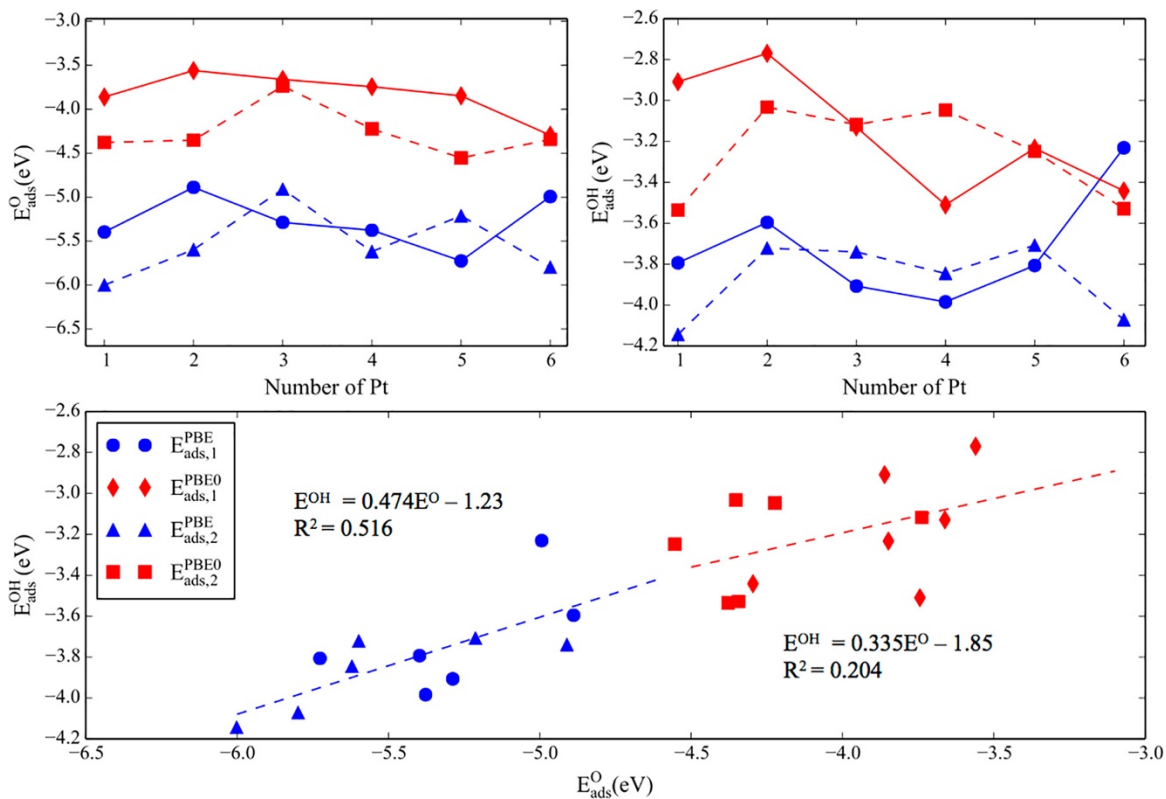 −3.0
−3.5
−4.0
−4.5
−5.0
−5.5
−6.0
−6.5
E^O_ads (eV)
1 2 3 4 5 6
Number of Pt
−2.6
−2.8
−3.0
−3.2
−3.4
−3.6
−3.8
−4.0
−4.2
E^OH_ads (eV)
1 2 3 4 5 6
Number of Pt
−2.6
−2.8
−3.0
−3.2
−3.4
−3.6
−3.8
−4.0
−4.2
E^OH_ads (eV)
E^PBE_ads,1
E^PBE0_ads,1
E^PBE_ads,2
E^PBE0_ads,2
E^OH = 0.474E^O – 1.23
R² = 0.516
E^OH = 0.335E^O – 1.85
R² = 0.204
−6.5 −6.0 −5.5 −5.0 −4.5 −4.0 −3.5 −3.0
E^O_ads(eV)